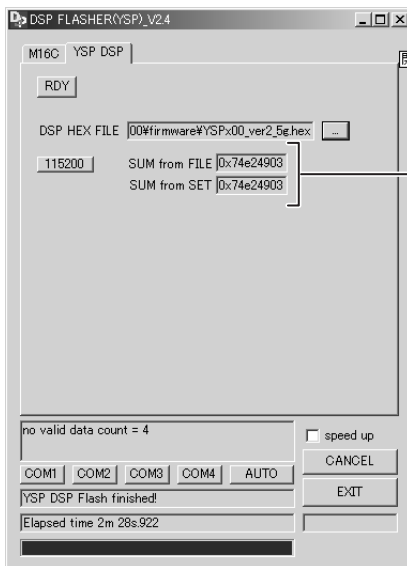 DSP FLASHER(YSP)_V2.4
M16C YSP DSP
RDY
DSP HEX FILE 00¥firmware¥YSPx00_ver2_5g.hex ...
115200 SUM from FILE 0x74e24903
SUM from SET 0x74e24903
no valid data count = 4
speed up
CANCEL
COM1 COM2 COM3 COM4 AUTO
YSP DSP Flash finished!
EXIT
Elapsed time 2m 28s.922